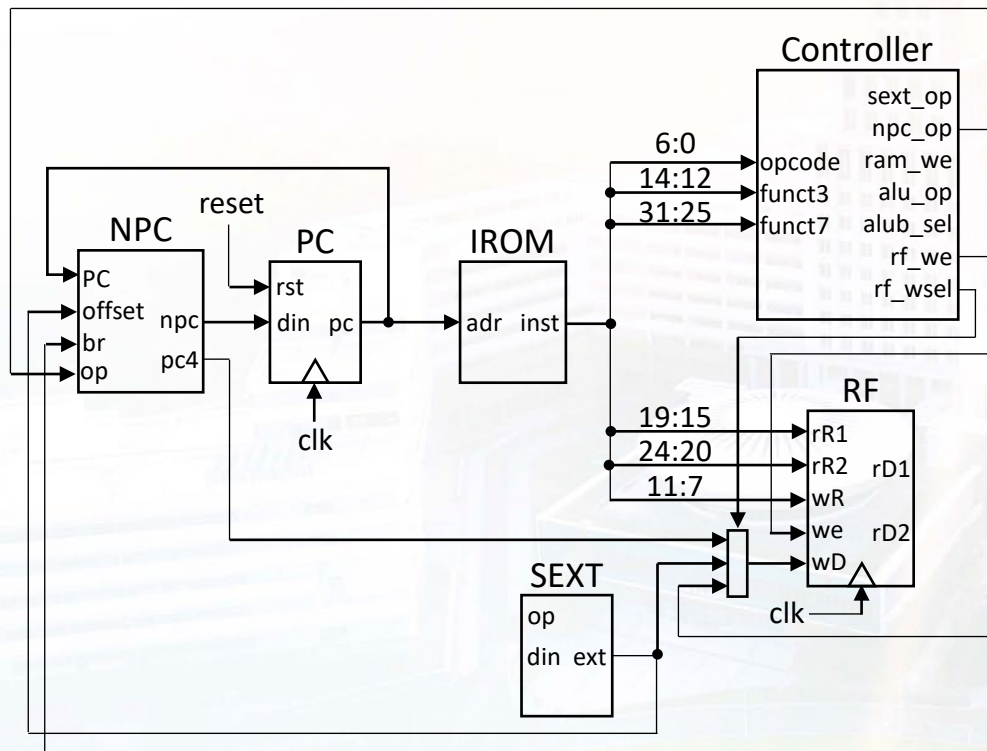 Controller
sext_op
npc_op
ram_we
alu_op
alub_sel
rf_we
rf_wsel
6:0
opcode
14:12
funct3
31:25
funct7
reset
NPC
PC
IROM
PC
offset
br
op
npc
pc4
rst
din
pc
clk
adr
inst
RF
19:15
rR1
24:20
rR2
11:7
wR
we
wD
rD1
rD2
clk
SEXT
op
din
ext